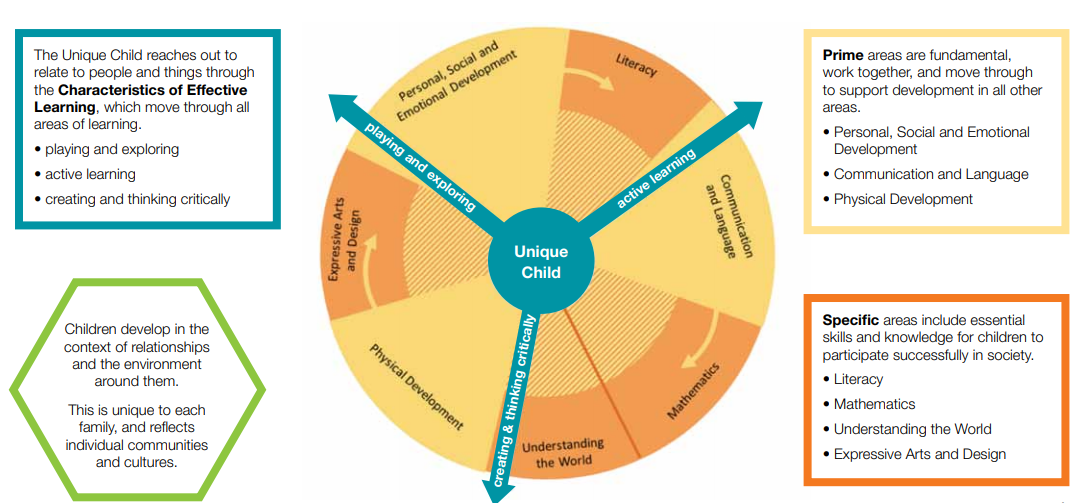 The Unique Child reaches out to
relate to people and things through
the Characteristics of Effective
Learning, which move through all
areas of learning.
• playing and exploring
• active learning
• creating and thinking critically
Children develop in the
context of relationships
and the environment
around them.
This is unique to each
family, and reflects
individual communities
and cultures.
Personal, Social and
Emotional Development
Literacy
playing and exploring
active learning
Communication
and Language
Expressive Arts
and Design
Unique
Child
Physical Development
creating & thinking critically
Mathematics
Understanding
the World
Prime areas are fundamental,
work together, and move through
to support development in all other
areas.
• Personal, Social and Emotional
Development
• Communication and Language
• Physical Development
Specific areas include essential
skills and knowledge for children to
participate successfully in society.
• Literacy
• Mathematics
• Understanding the World
• Expressive Arts and Design